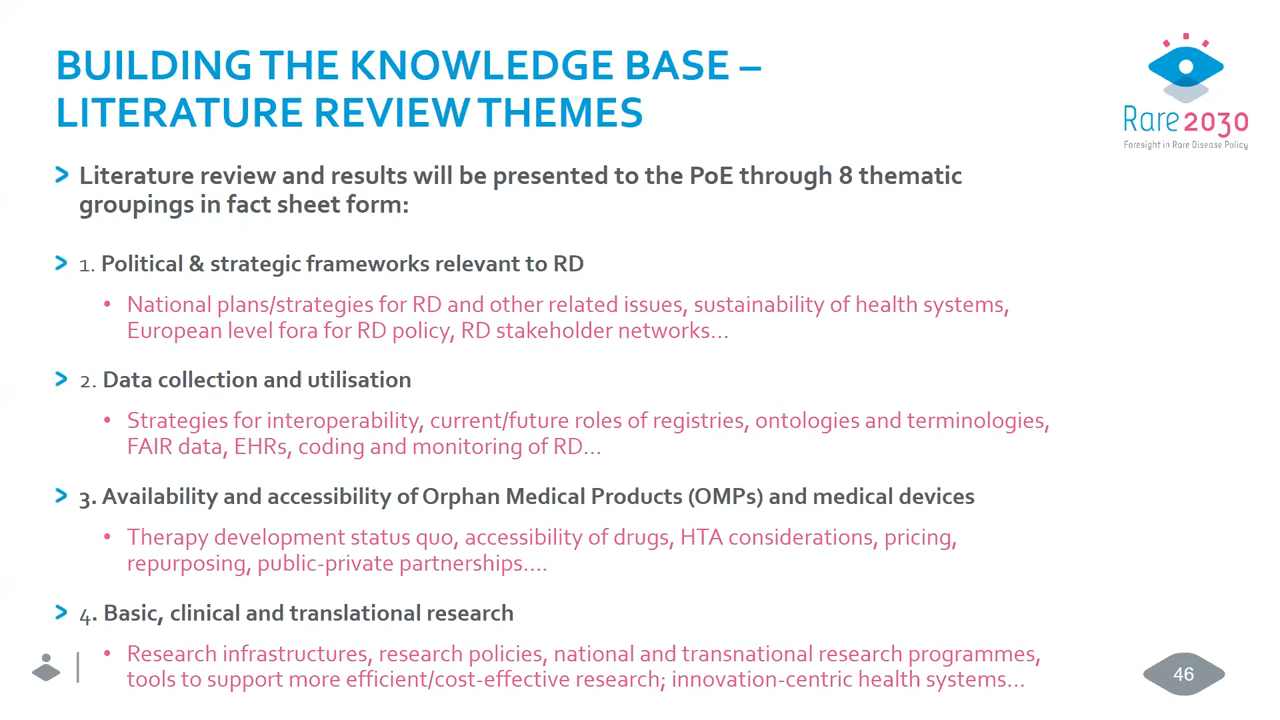 BUILDING THE KNOWLEDGE BASE –
LITERATURE REVIEW THEMES
Rare2030
Foresight in Rare Disease Policy
> Literature review and results will be presented to the PoE through 8 thematic
groupings in fact sheet form:
> 1. Political & strategic frameworks relevant to RD
• National plans/strategies for RD and other related issues, sustainability of health systems,
European level fora for RD policy, RD stakeholder networks...
> 2. Data collection and utilisation
• Strategies for interoperability, current/future roles of registries, ontologies and terminologies,
FAIR data, EHRs, coding and monitoring of RD...
> 3. Availability and accessibility of Orphan Medical Products (OMPs) and medical devices
• Therapy development status quo, accessibility of drugs, HTA considerations, pricing,
repurposing, public-private partnerships....
> 4. Basic, clinical and translational research
• Research infrastructures, research policies, national and transnational research programmes,
tools to support more efficient/cost-effective research; innovation-centric health systems...
46